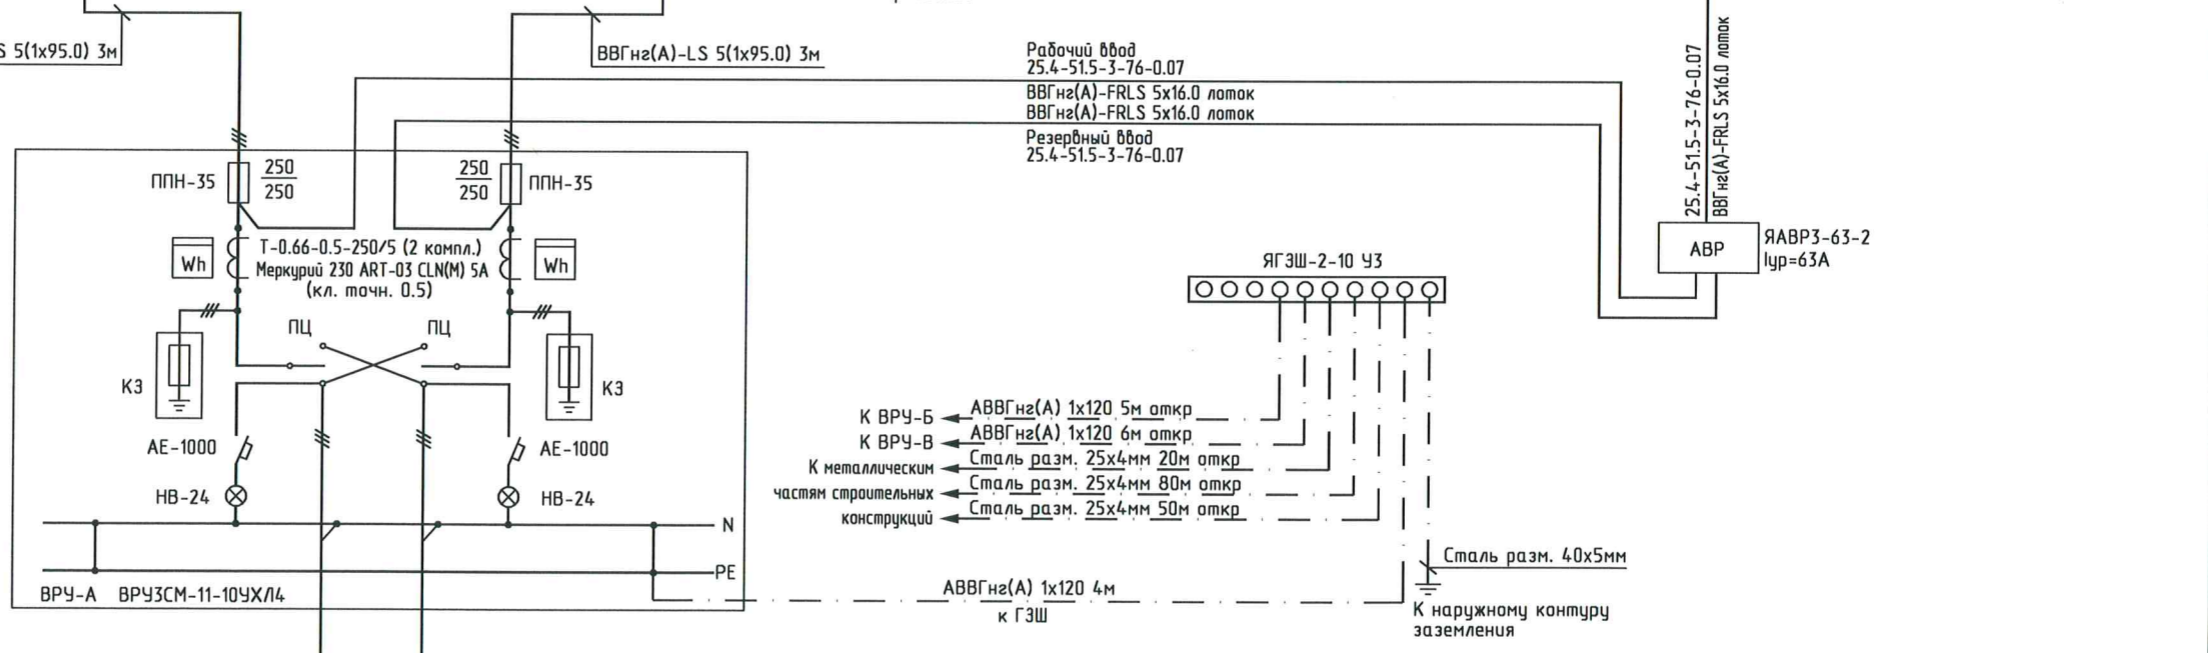 S 5(1x95.0) 3м
ВВГнг(А)-LS 5(1x95.0) 3м
Рабочий ввод
25.4-51.5-3-76-0.07
ВВГнг(А)-FRLS 5x16.0 лоток
ВВГнг(А)-FRLS 5x16.0 лоток
Резервный ввод
25.4-51.5-3-76-0.07
25.4-51.5-3-76-0.07
ВВГнг(А)-FRLS 5x16.0 лоток
ППН-35
250
250
250
250
ППН-35
Wh
Т-0.66-0.5-250/5 (2 компл.)
Меркурий 230 ART-03 CLN(M) 5А
(кл. точн. 0.5)
Wh
АВР
ЯАВР3-63-2
Iур=63А
ЯГЗШ-2-10 У3
ПЦ
ПЦ
КЗ
КЗ
АЕ-1000
АЕ-1000
НВ-24
НВ-24
N
PE
ВРУ-А
ВРУ3СМ-11-10УХЛ4
К ВРУ-Б
АВВГнг(А) 1x120 5м откр
К ВРУ-В
АВВГнг(А) 1x120 6м откр
К металлическим
частям строительных
конструкций
Сталь разм. 25x4мм 20м откр
Сталь разм. 25x4мм 80м откр
Сталь разм. 25x4мм 50м откр
АВВГнг(А) 1x120 4м
к ГЗШ
Сталь разм. 40x5мм
К наружному контуру
заземления